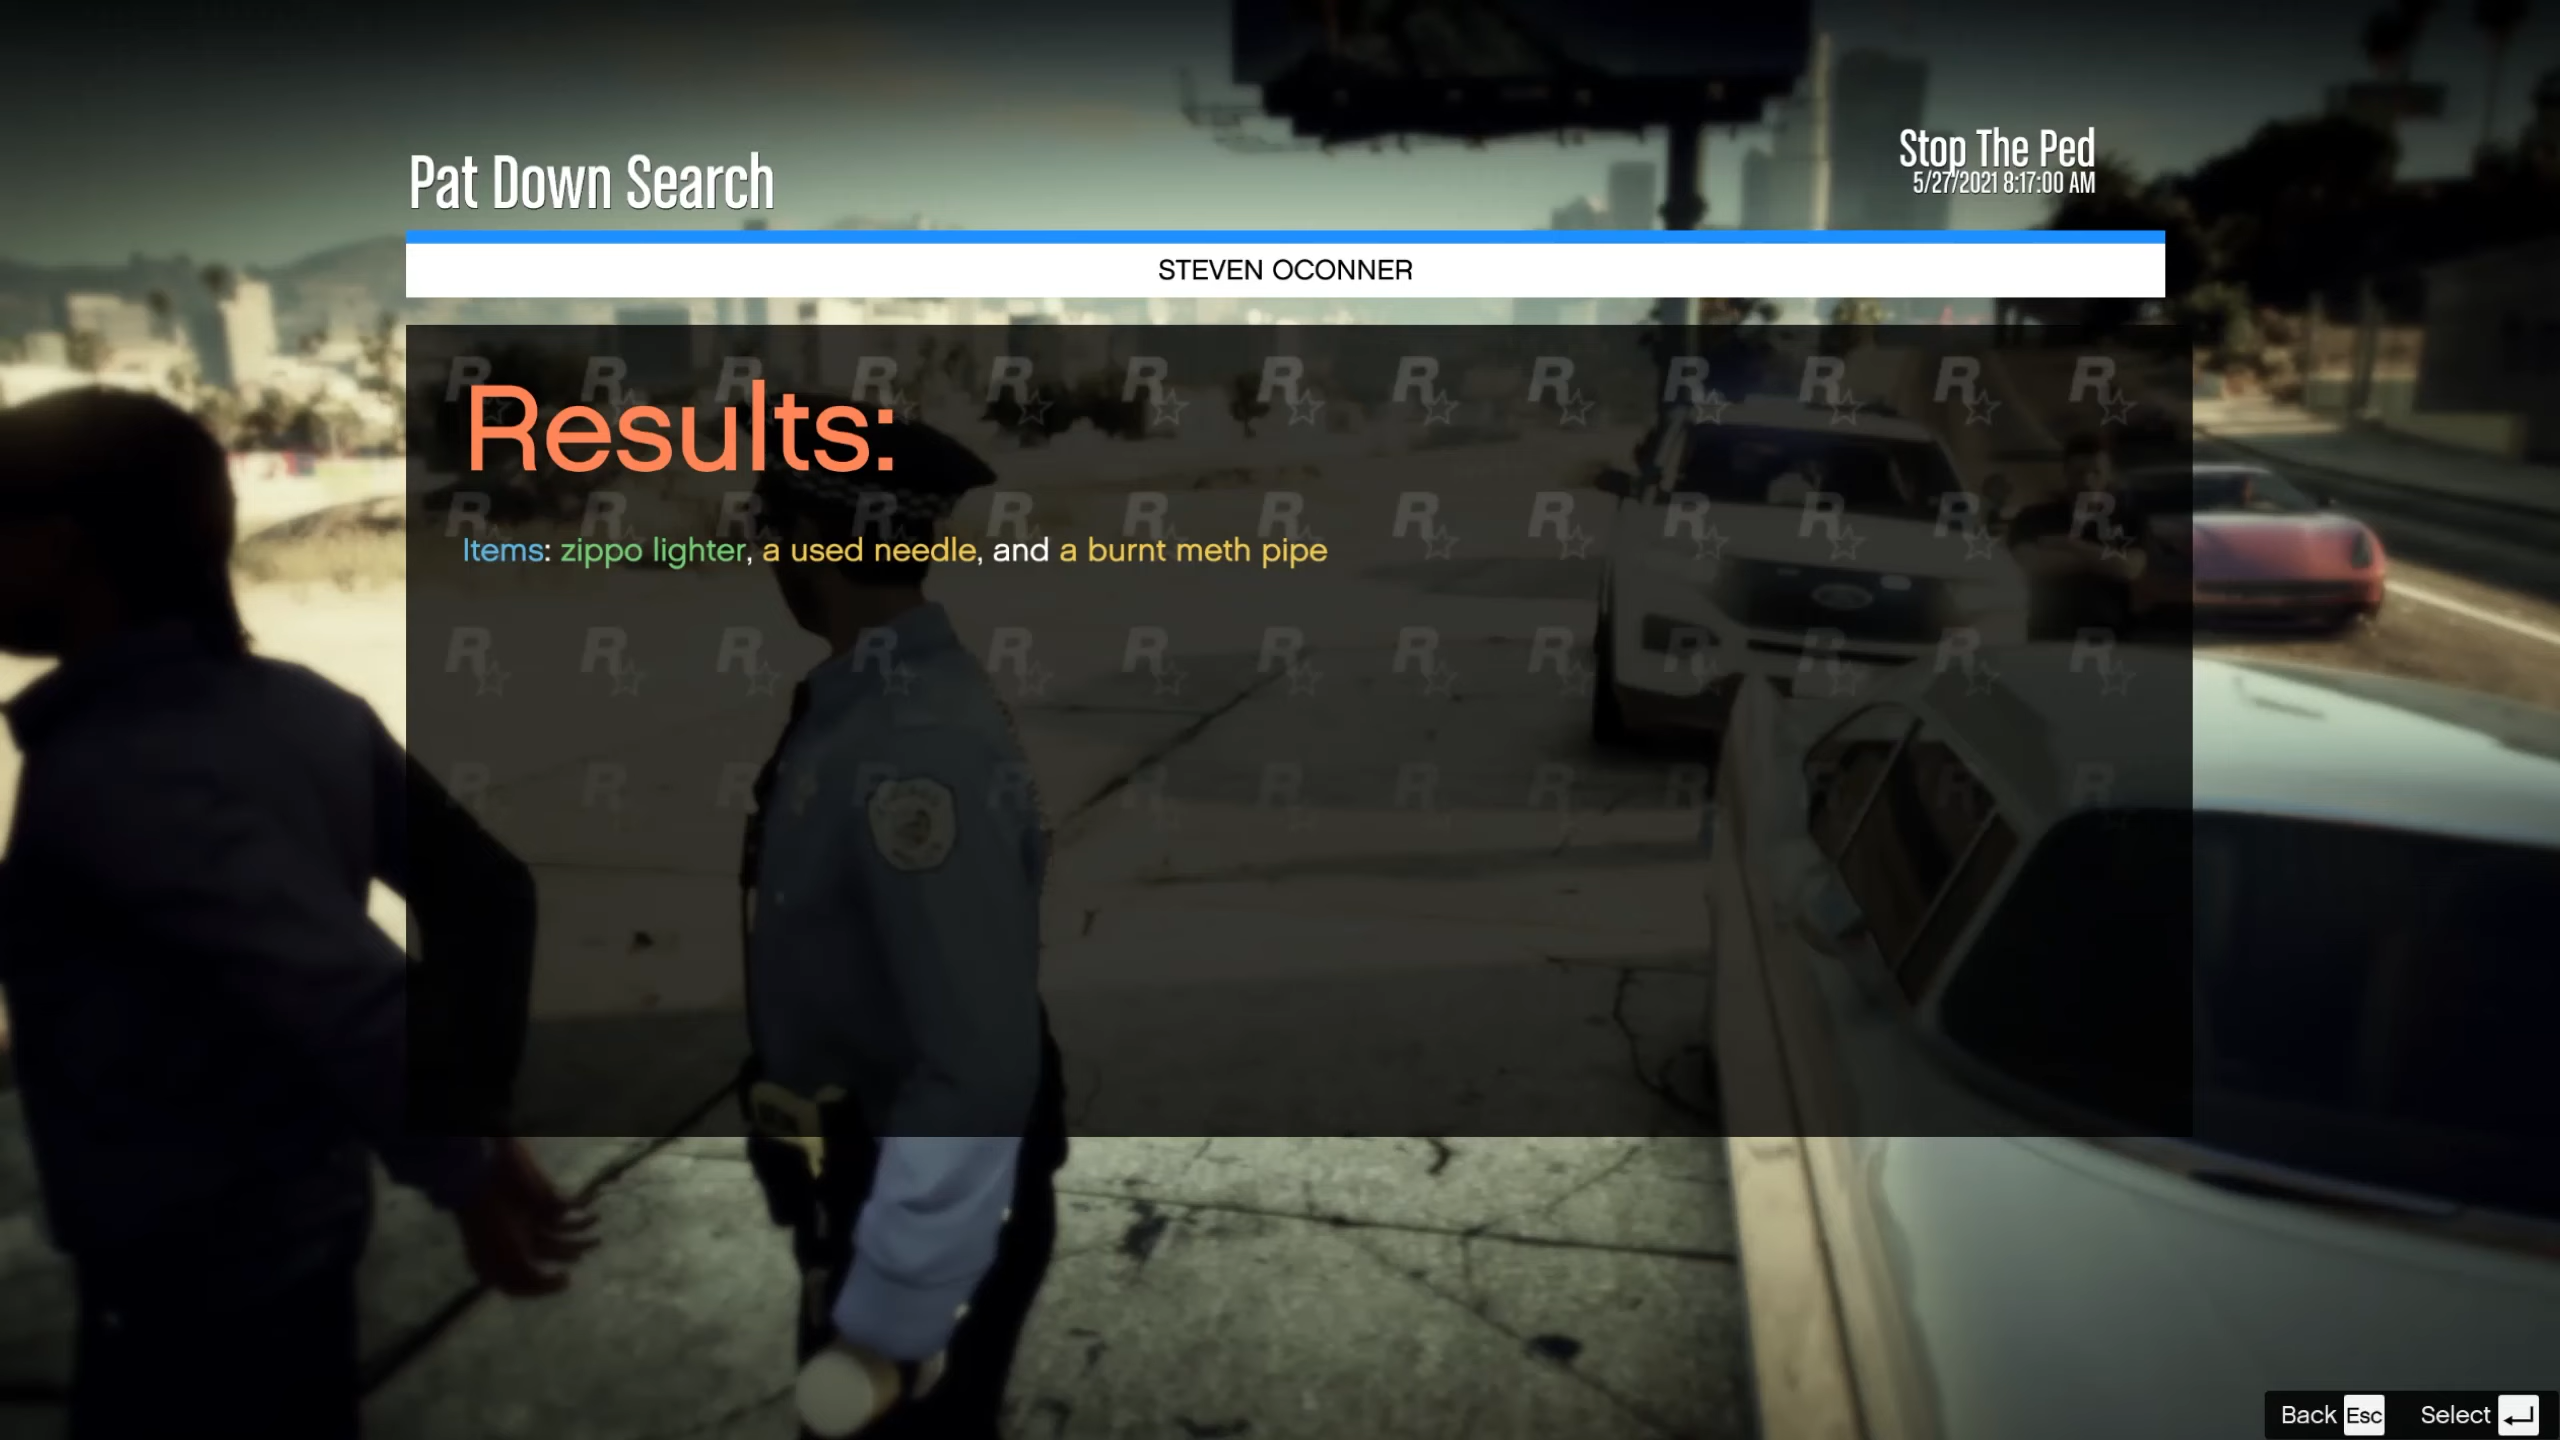 Pat Down Search
Stop The Ped
5/27/2021 8:17:00 AM
STEVEN OCONNER
Results:
Items: zippo lighter, a used needle, and a burnt meth pipe
Back Esc Select